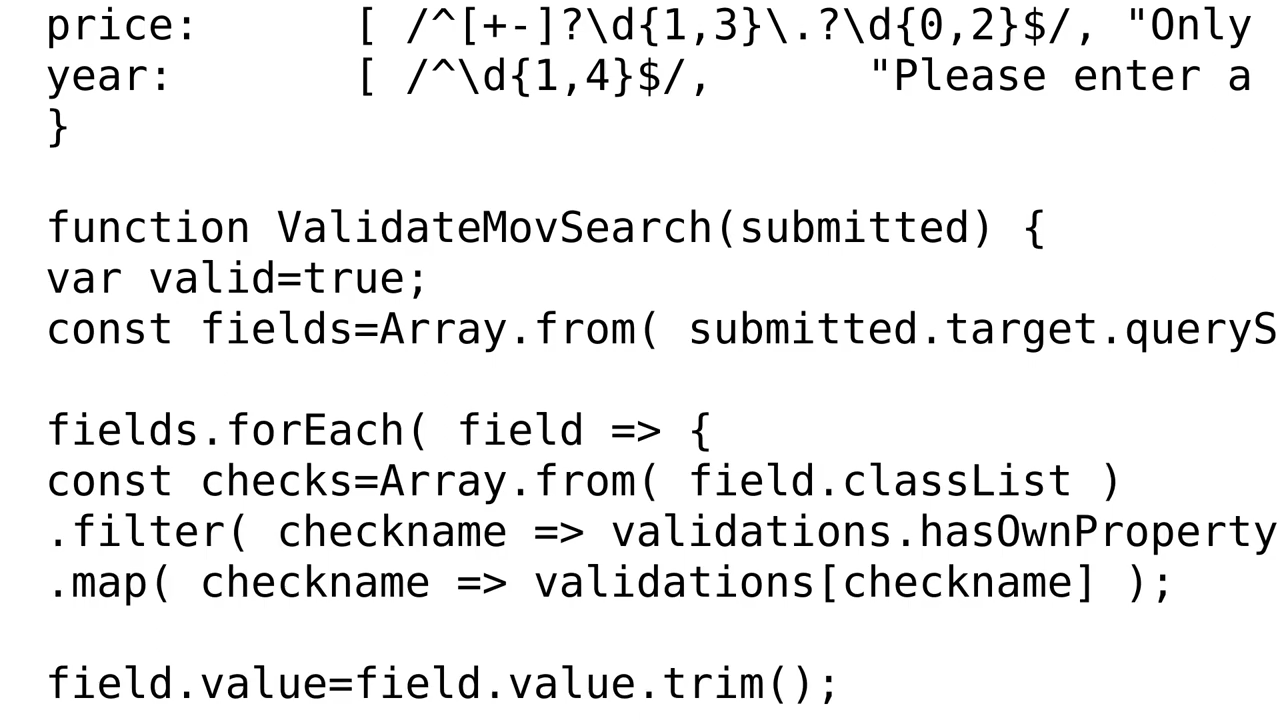 price:      [ /^[+-]?\d{1,3}\.?\d{0,2}$/, "Only
year:       [ /^\d{1,4}$/,      "Please enter a
}
function ValidateMovSearch(submitted) {
var valid=true;
const fields=Array.from( submitted.target.queryS
fields.forEach( field => {
const checks=Array.from( field.classList )
.filter( checkname => validations.hasOwnProperty
.map( checkname => validations[checkname] );
field.value=field.value.trim();